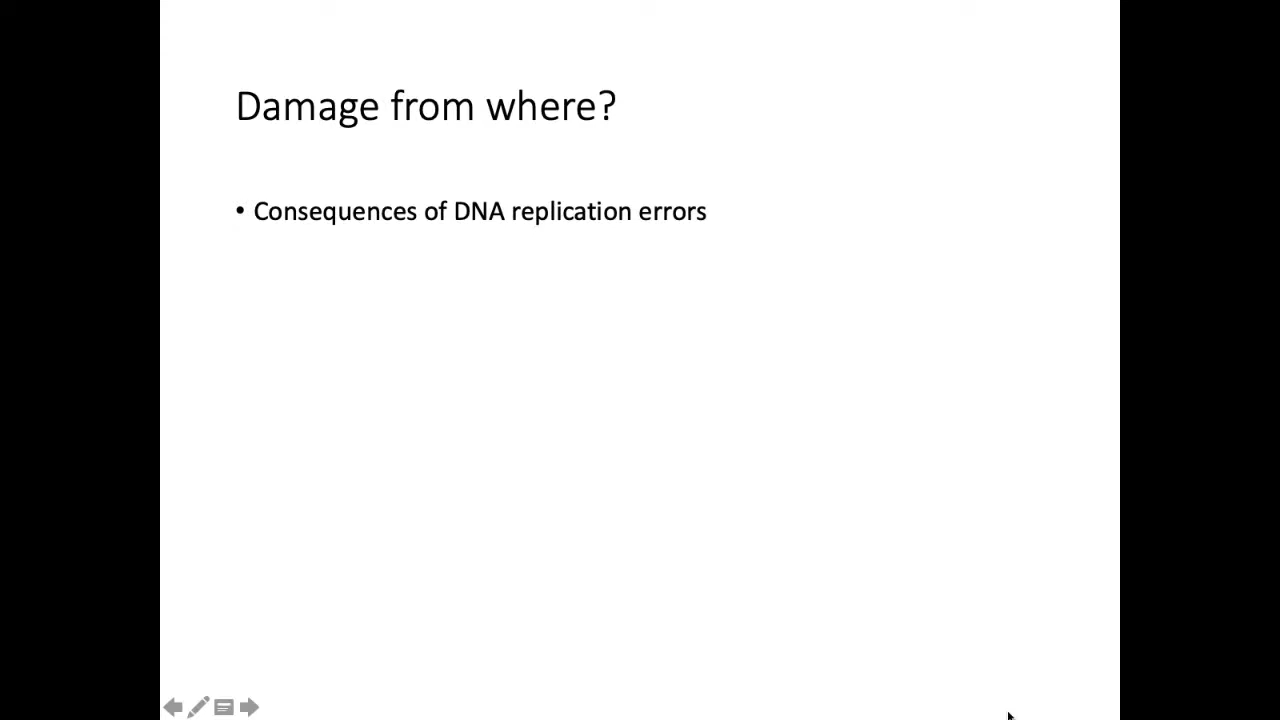 Damage from where?
• Consequences of DNA replication errors